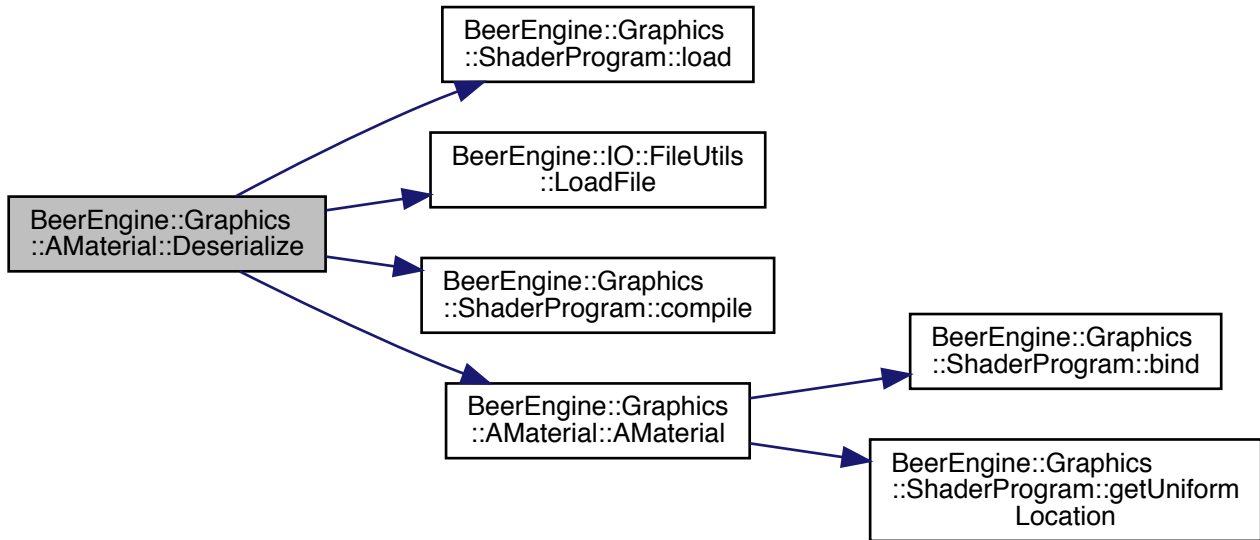 BeerEngine::Graphics
::ShaderProgram::load
BeerEngine::IO::FileUtils
::LoadFile
BeerEngine::Graphics
::AMaterial::Deserialize
BeerEngine::Graphics
::ShaderProgram::compile
BeerEngine::Graphics
::AMaterial::AMaterial
BeerEngine::Graphics
::ShaderProgram::bind
BeerEngine::Graphics
::ShaderProgram::getUniform
Location